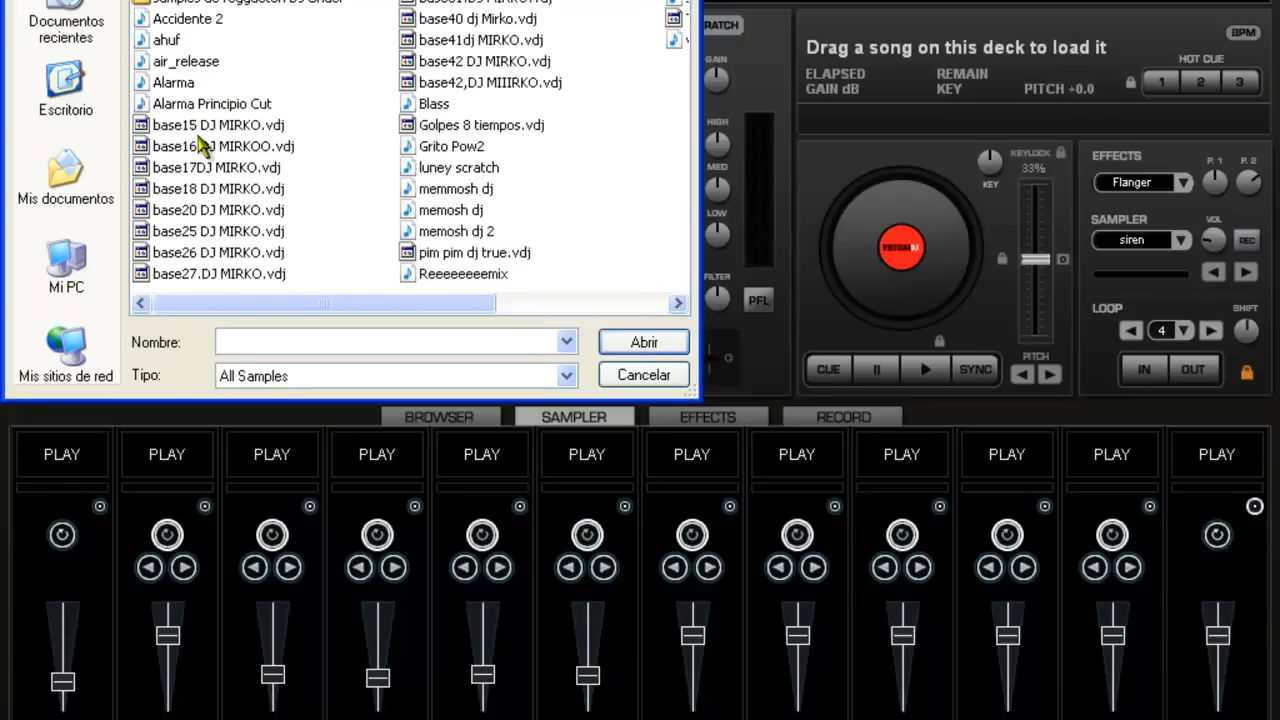 Documentos
recientes
Escritorio
Mis documentos
Mi PC
Mis sitios de red
Accidente 2
ahuf
air_release
Alarma
Alarma Principio Cut
base15 DJ MIRKO.vdj
base16 DJ MIRKOO.vdj
base17DJ MIRKO.vdj
base18 DJ MIRKO.vdj
base20 DJ MIRKO.vdj
base25 DJ MIRKO.vdj
base26 DJ MIRKO.vdj
base27.DJ MIRKO.vdj
base40 dj Mirko.vdj
base41dj MIRKO.vdj
base42 DJ MIRKO.vdj
base42,DJ MIIIRKO.vdj
Blass
Golpes 8 tiempos.vdj
Grito Pow2
luney scratch
memmosh dj
memosh dj
memosh dj 2
pim pim dj true.vdj
Reeeeeeemix
Nombre:
Abrir
Tipo:
All Samples
Cancelar
GAIN
HIGH
MED
LOW
FILTER
PFL
BPM
Drag a song on this deck to load it
ELAPSED REMAIN
GAIN dB KEY PITCH +0.0
HOT CUE
1 2 3
KEY
KEYLOCK
33%
CUE
SYNC
PITCH
EFFECTS
P. 1 P. 2
Flanger
SAMPLER
VOL
siren
REC
LOOP
SHIFT
4
IN OUT
BROWSER SAMPLER EFFECTS RECORD
PLAY PLAY PLAY PLAY PLAY PLAY PLAY PLAY PLAY PLAY PLAY PLAY